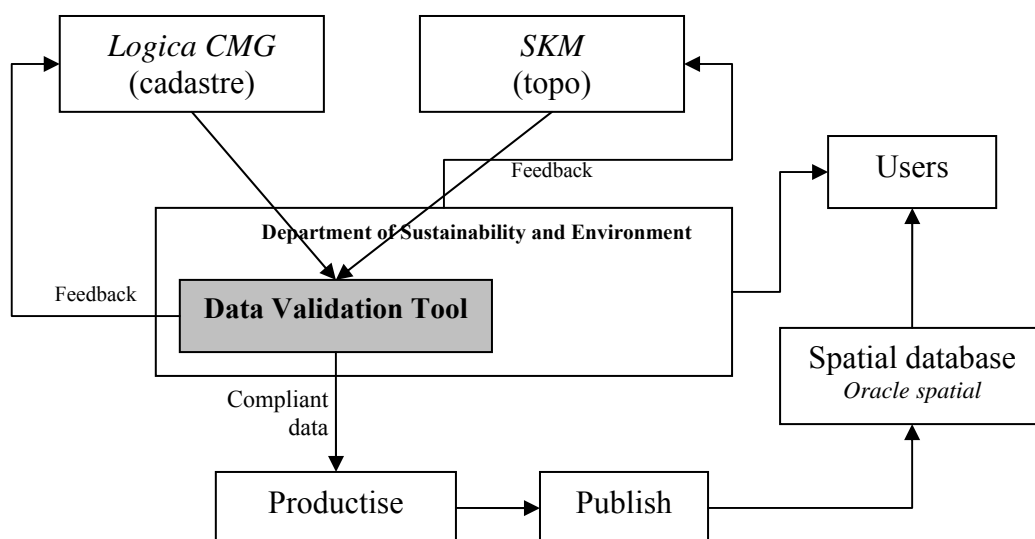 Logica CMG
(cadastre)
SKM
(topo)
Feedback
Users
Department of Sustainability and Environment
Feedback
Data Validation Tool
Spatial database
Oracle spatial
Compliant
data
Productise
Publish